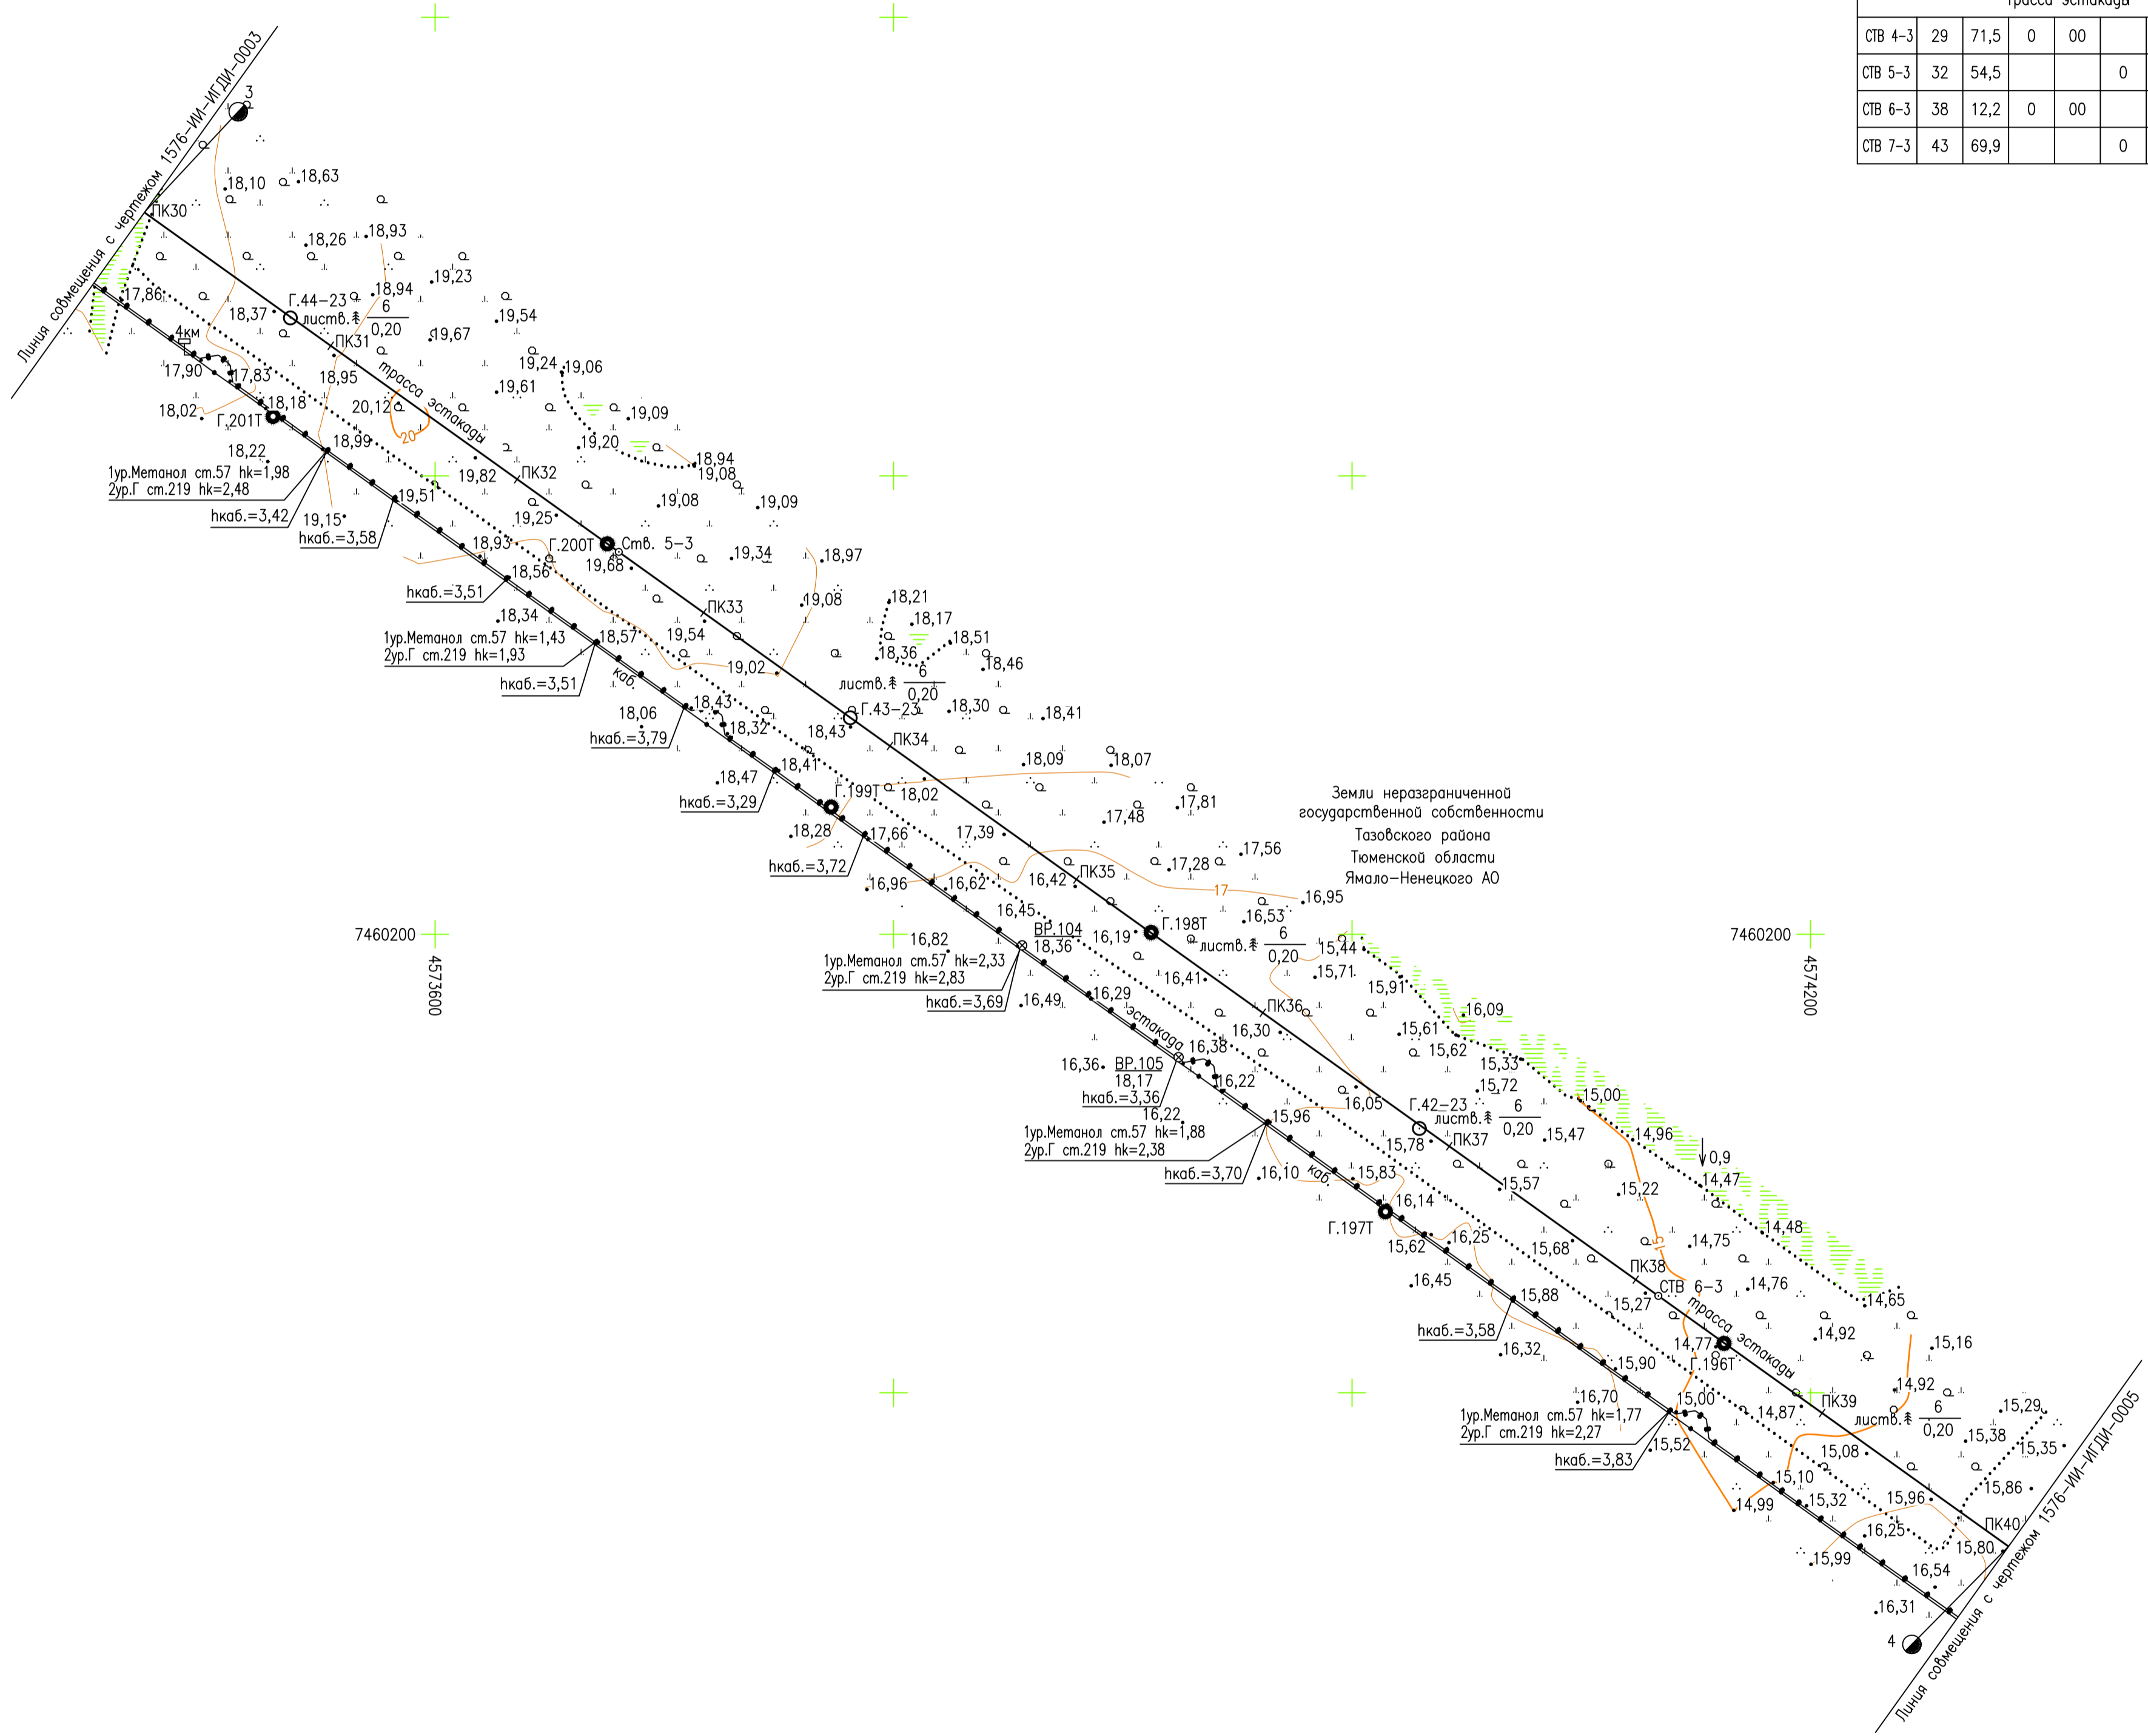 трасса эстакады
СТВ 4-3 29 71,5 0 00
СТВ 5-3 32 54,5 0
СТВ 6-3 38 12,2 0 00
СТВ 7-3 43 69,9 0
Линия совмещения с чертежом 1576-ИИ-ИГДИ-0003
3
ПК30
18,10
18,63
18,26
18,93
17,86
18,37
Г.44-23
листв. 6
0,20
18,94
19,23
19,54
19,67
4км
ПК31
17,90
17,83
18,95
трасса эстакады
19,24
19,06
19,61
18,02
18,18
Г.201Т
20,12
20
19,09
19,20
18,22
18,99
18,94
19,08
1ур.Метанол ст.57 hк=1,98
2ур.Г ст.219 hк=2,48
hкаб.=3,42
19,82
ПК32
19,51
19,15
hкаб.=3,58
19,25
19,08
19,09
18,93
Г.200Т
Ств. 5-3
19,68
19,34
18,97
18,56
hкаб.=3,51
18,34
ПК33
19,08
18,21
18,17
18,51
1ур.Метанол ст.57 hк=1,43
2ур.Г ст.219 hк=1,93
18,57
19,54
18,36
18,46
hкаб.=3,51
каб.
19,02
листв. 6
0,20
18,43
Г.43-23
18,30
18,41
18,06
18,32
18,43
hкаб.=3,79
ПК34
18,47
18,41
18,09
18,07
hкаб.=3,29
Г.199Т
18,02
17,81
17,48
Земли неразграниченной
государственной собственности
Тазовского района
Тюменской области
Ямало-Ненецкого АО
18,28
17,66
17,39
17,56
hкаб.=3,72
ПК35
17,28
16,96
16,62
16,42
17
16,95
16,45
16,53
7460200
4573600
ВР.104
18,36
16,82
16,19
Г.198Т
листв. 6
0,20
15,44
7460200
4574200
1ур.Метанол ст.57 hк=2,33
2ур.Г ст.219 hк=2,83
hкаб.=3,69
16,41
15,71
15,91
16,49
16,29
ПК36
16,09
эстакада
16,30
15,61
15,62
16,36
ВР.105
18,17
16,38
15,33
hкаб.=3,36
16,22
16,22
16,05
15,72
15,00
Г.42-23
листв. 6
0,20
15,96
1ур.Метанол ст.57 hк=1,88
2ур.Г ст.219 hк=2,38
hкаб.=3,70
15,78
ПК37
15,47
14,96
0,9
16,10
каб.
15,83
15,57
15,22
14,47
16,14
Г.197Т
15,62
16,25
15,68
15
14,75
14,48
16,45
ПК38
СТВ 6-3
14,76
14,65
15,88
15,27
трасса эстакады
hкаб.=3,58
14,77
Г.196Т
14,92
15,16
16,32
15,90
14,92
16,70
15,00
14,87
ПК39
листв. 6
0,20
15,29
1ур.Метанол ст.57 hк=1,77
2ур.Г ст.219 hк=2,27
15,52
15,08
15,38
15,35
hкаб.=3,83
15,10
15,86
14,99
15,32
15,96
16,25
ПК40
15,99
15,80
16,54
16,31
4
Линия совмещения с чертежом 1576-ИИ-ИГДИ-0005